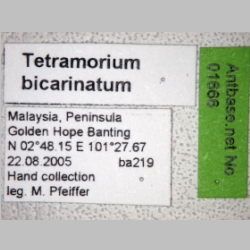 Tetramorium
bicarinatum
Malaysia, Peninsula
Golden Hope Banting
N 02°48.15 E 101°27.67
22.08 2005 ba219
Hand collection
leg. M. Pfeiffer
Antbase.net No
01666